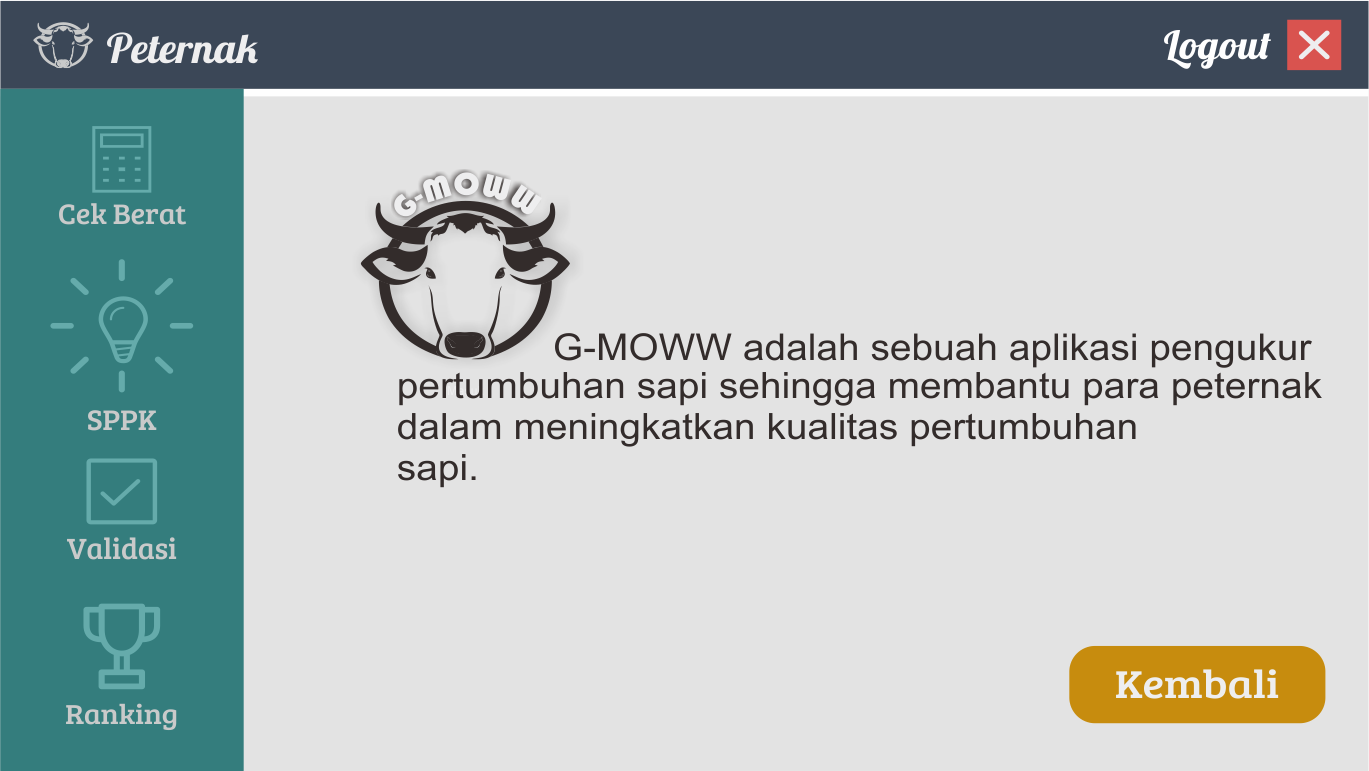 Peternak
Logout
Cek Berat
SPPK
Validasi
Ranking
G-MOWW
G-MOWW adalah sebuah aplikasi pengukur
pertumbuhan sapi sehingga membantu para peternak
dalam meningkatkan kualitas pertumbuhan
sapi.
Kembali